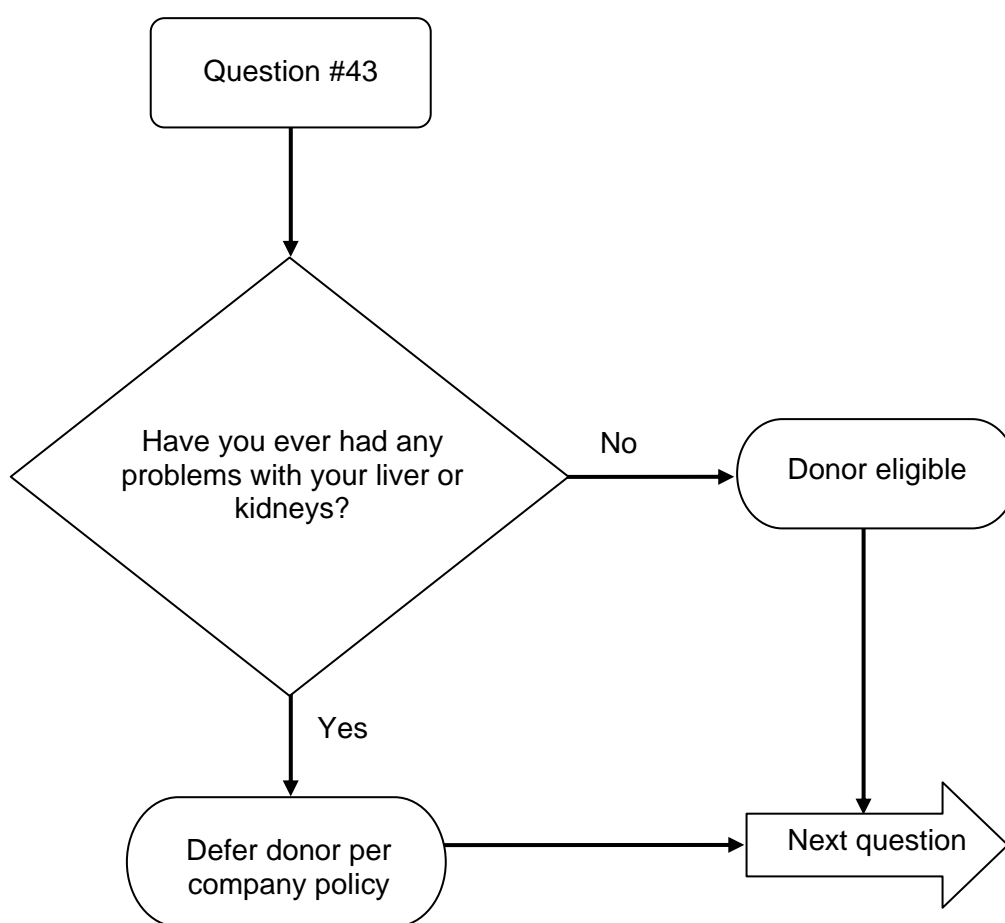 Question #43
Have you ever had any
problems with your liver or
kidneys?
No
Donor eligible
Yes
Defer donor per
company policy
Next question